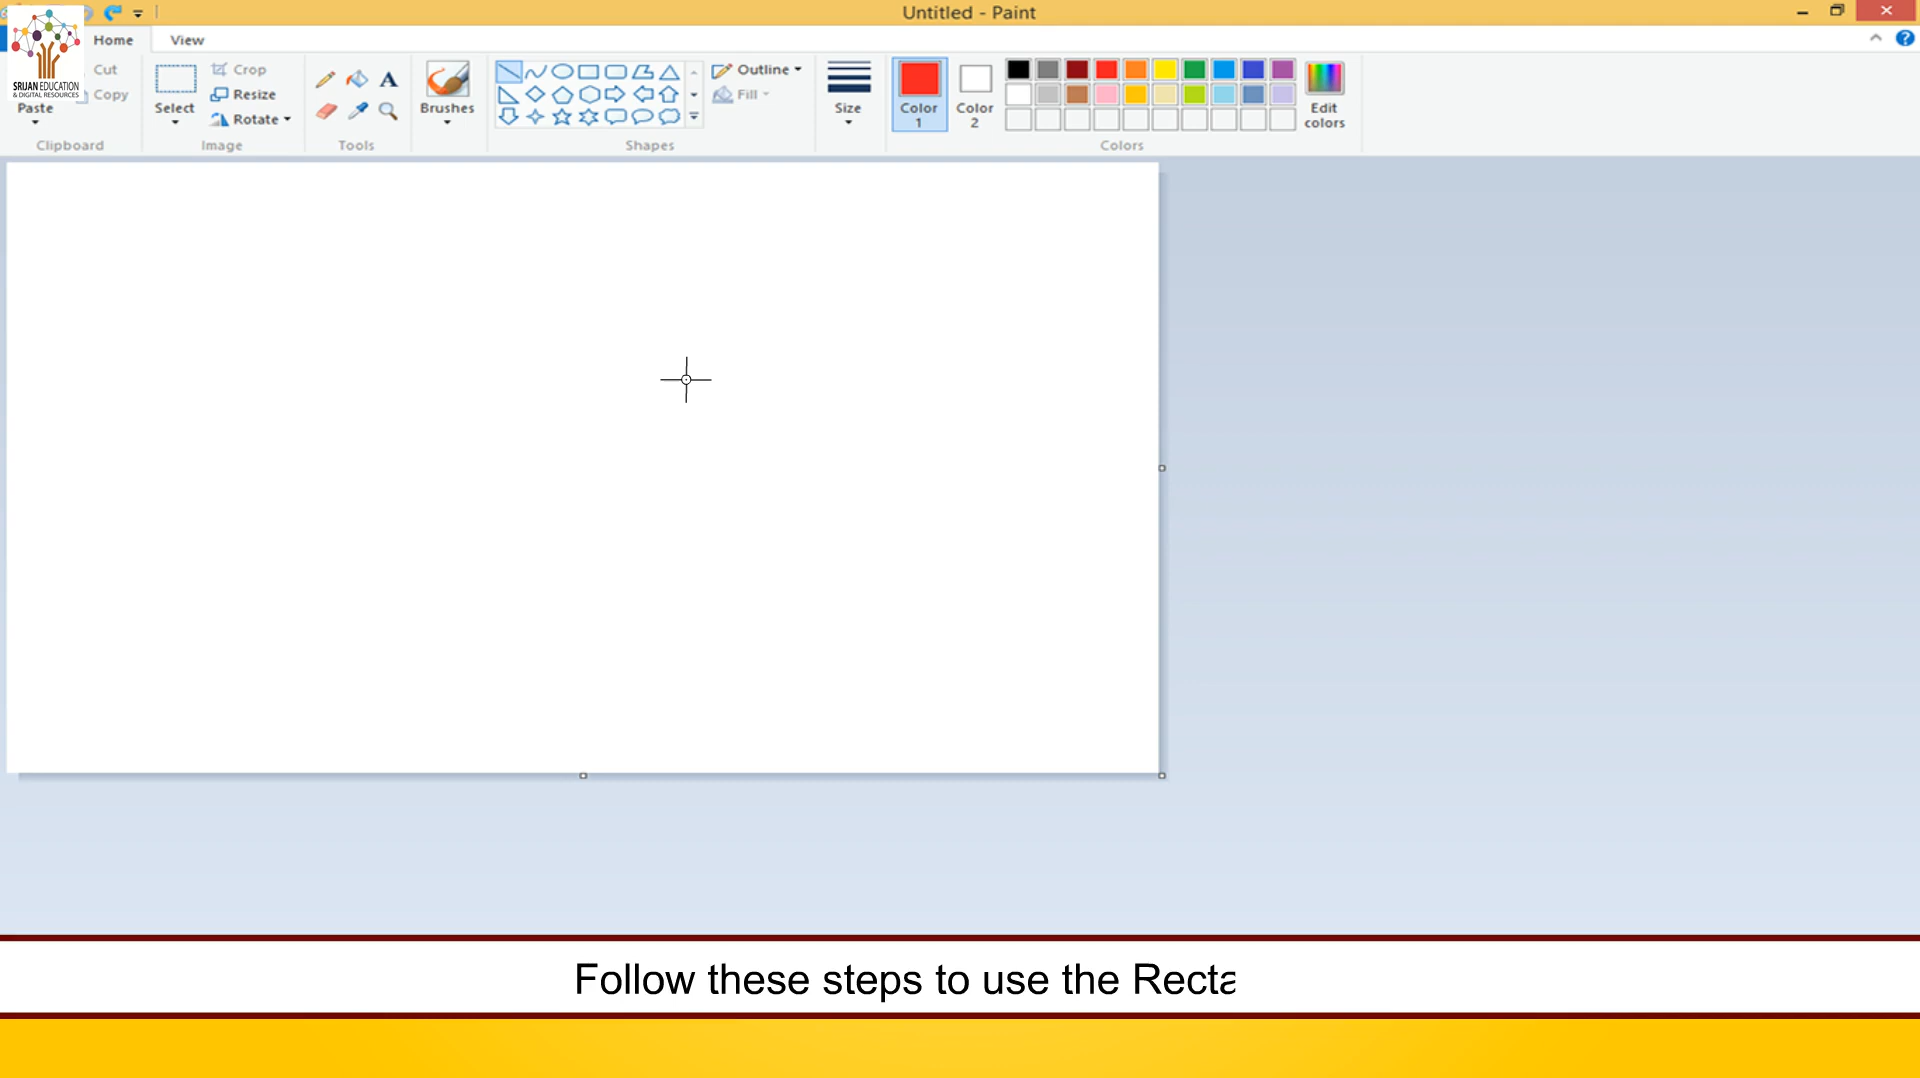 Untitled - Paint
Home View
SRIJAN EDUCATION
& DIGITAL RESOURCES
Cut
Copy
Paste
Clipboard
Select
Crop
Resize
Rotate
Image
A
Tools
Brushes
Shapes
Outline
Fill
Size
Color
1
Color
2
Edit
colors
Colors
Follow these steps to use the Recta